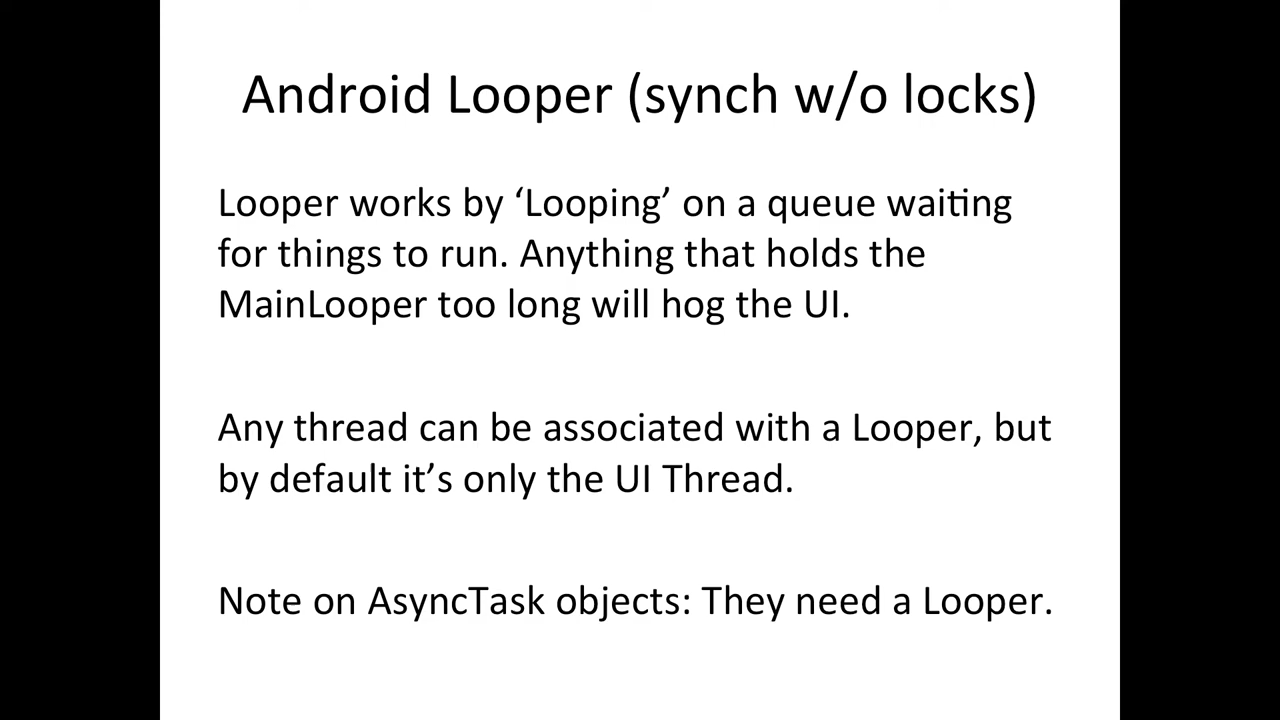 Android Looper (synch w/o locks)
Looper works by ‘Looping’ on a queue waiting
for things to run. Anything that holds the
MainLooper too long will hog the UI.
Any thread can be associated with a Looper, but
by default it’s only the UI Thread.
Note on AsyncTask objects: They need a Looper.